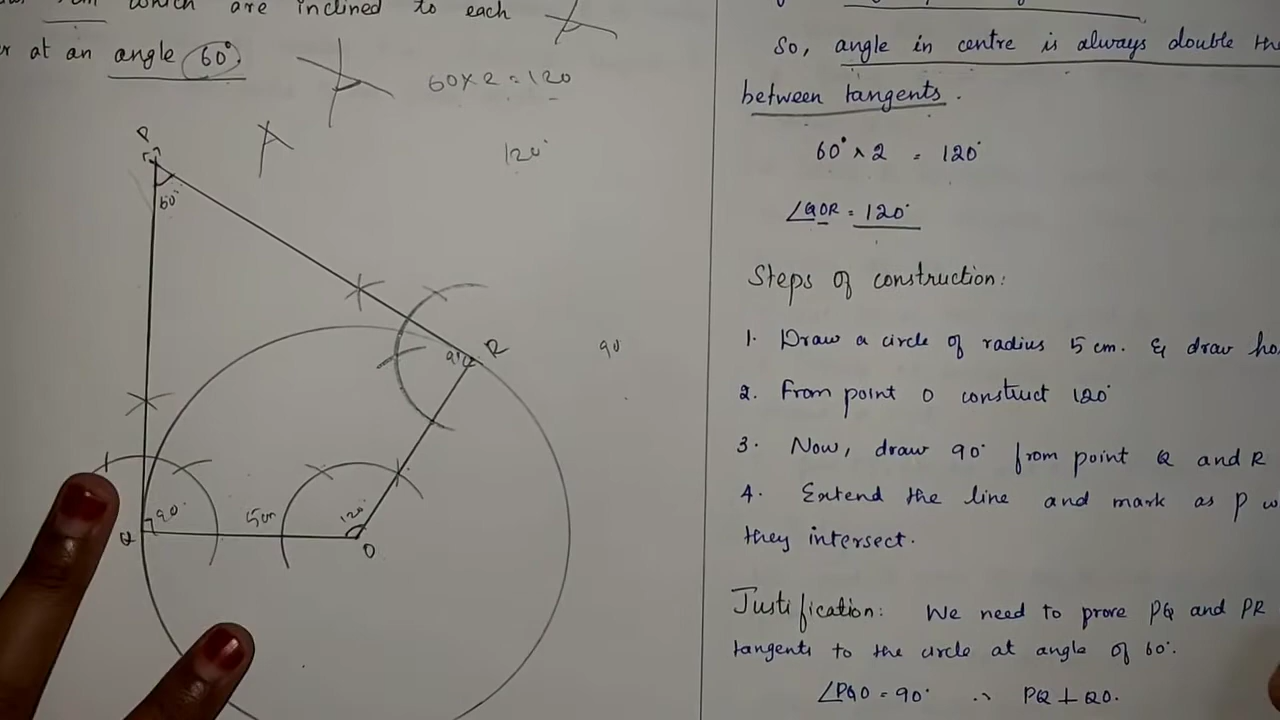 which are inclined to each
at an angle 60°
60 × 2 = 120
120°
P
60°
R
90
90°
5cm
120°
Q
O
So, angle in centre is always double the
between tangents.
60° × 2 = 120°
∠QOR = 120°
Steps of construction:
1. Draw a circle of radius 5 cm. & draw
2. From point O construct 120°
3. Now, draw 90° from point Q and R
4. Extend the line and mark as P
they intersect.
Justification: We need to prove PQ and PR
tangents to the circle at angle of 60°.
∠PQO = 90° ∴ PQ ⊥ QO.